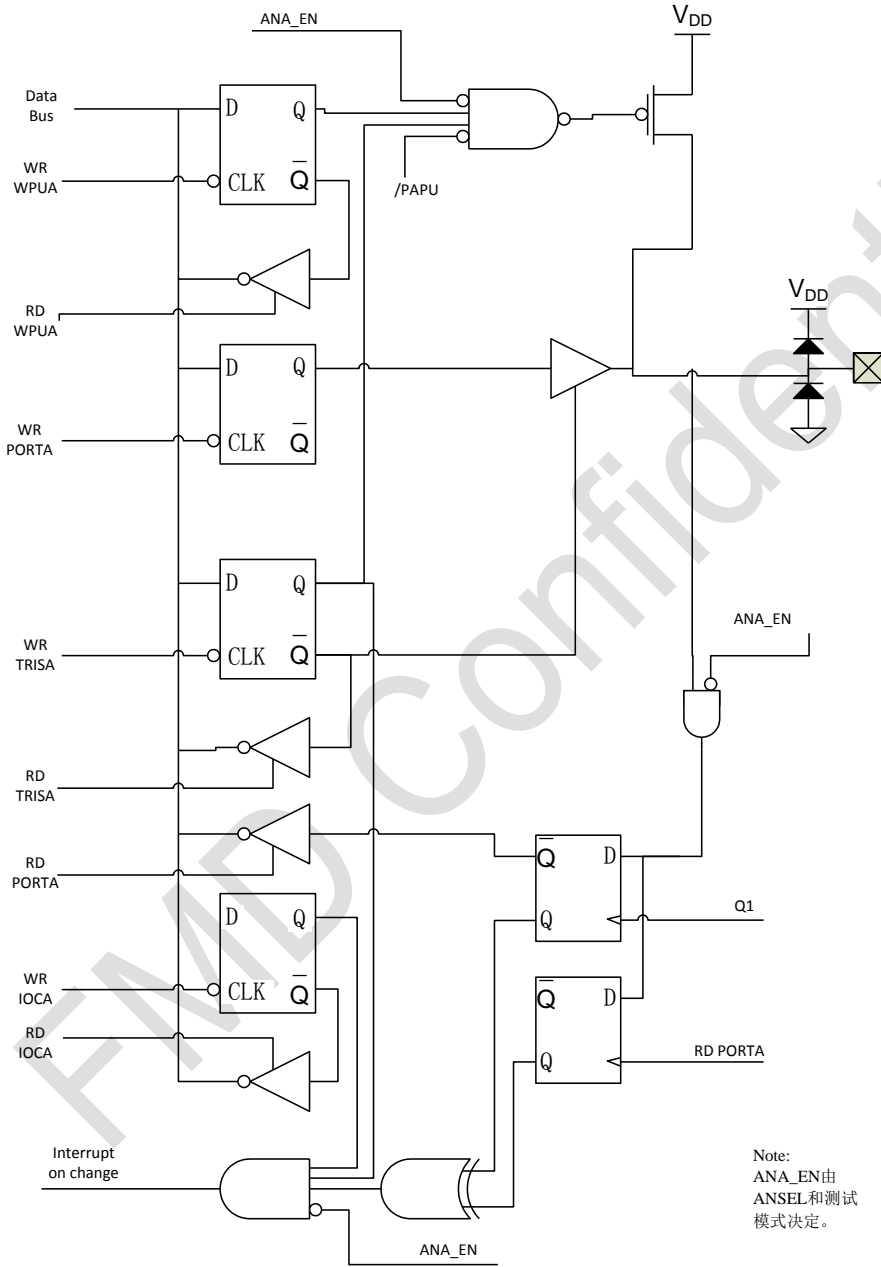 ANA_EN
VDD
Data
Bus
D Q
WR
WPUA
CLK Q
/PAPU
RD
WPUA
VDD
D Q
WR
PORTA
CLK Q
D Q
ANA_EN
WR
TRISA
CLK Q
RD
TRISA
RD
PORTA
Q D
Q
Q1
D Q
WR
IOCA
CLK Q
Q D
Q
RD PORTA
RD
IOCA
Interrupt
on change
ANA_EN
Note:
ANA_EN由
ANSEL和测试
模式决定。
FMD Confidenti